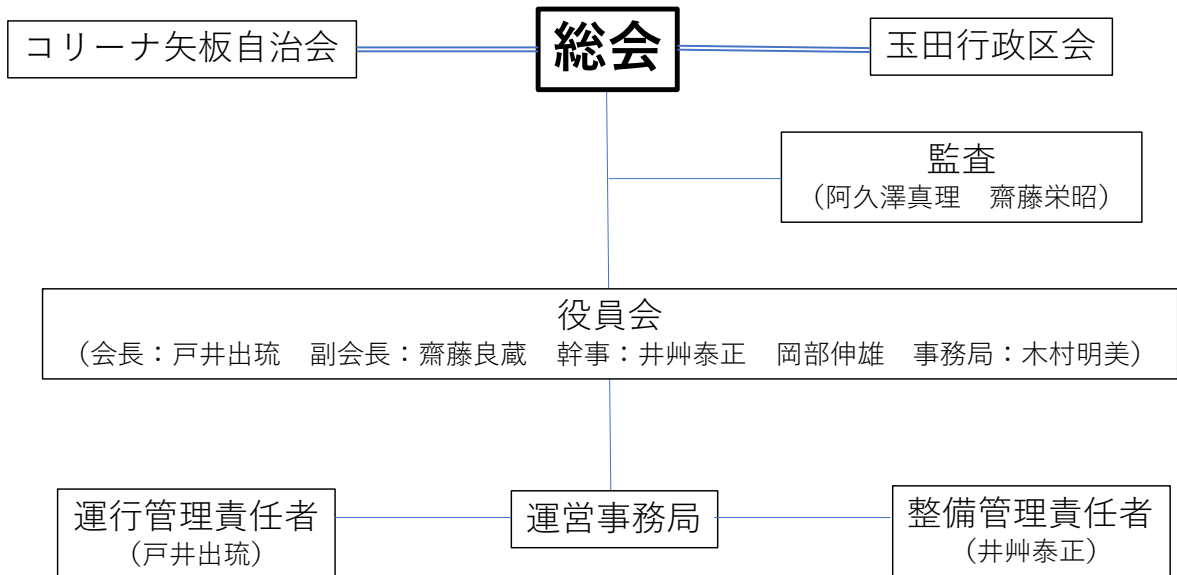 コリーナ矢板自治会
総会
玉田行政区会
監査
（阿久澤真理　齋藤栄昭）
役員会
（会長：戸井出琉　副会長：齋藤良蔵　幹事：井艸泰正　岡部伸雄　事務局：木村明美）
運行管理責任者
（戸井出琉）
運営事務局
整備管理責任者
（井艸泰正）